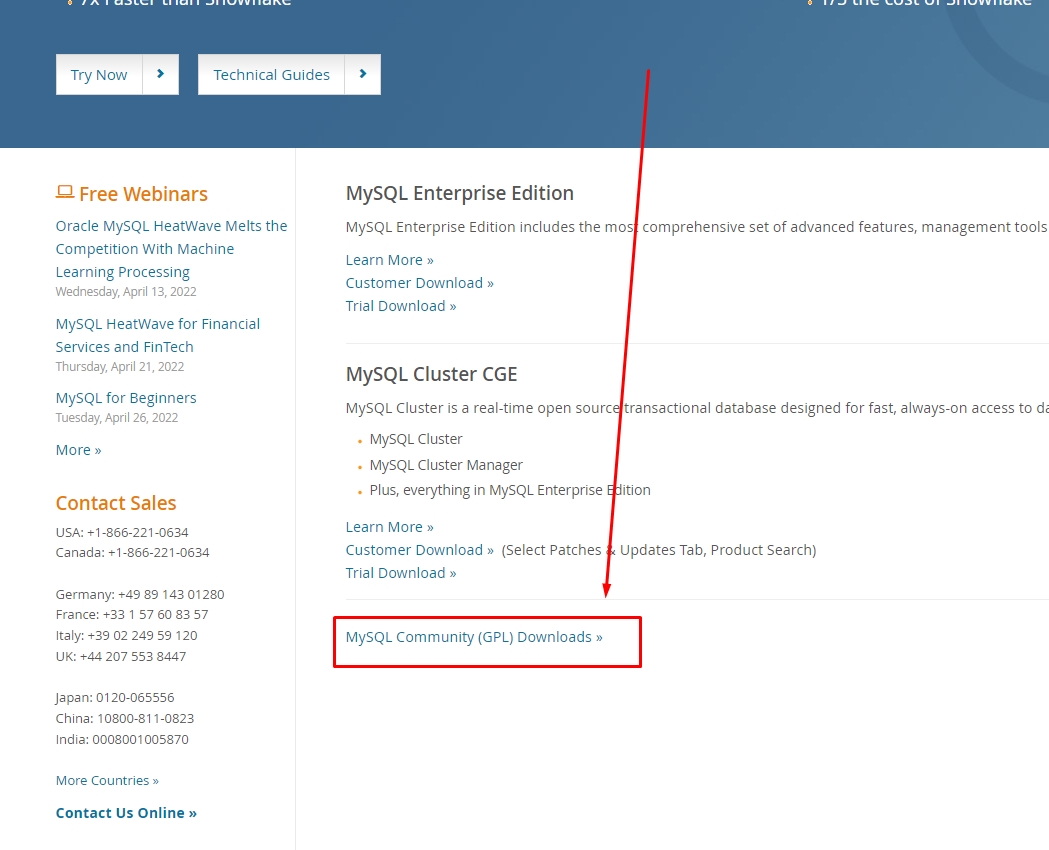 7x Faster than Snowflake
1/5 the cost of Snowflake
Try Now
Technical Guides
Free Webinars
Oracle MySQL HeatWave Melts the
Competition With Machine
Learning Processing
Wednesday, April 13, 2022
MySQL HeatWave for Financial
Services and FinTech
Thursday, April 21, 2022
MySQL for Beginners
Tuesday, April 26, 2022
More »
Contact Sales
USA: +1-866-221-0634
Canada: +1-866-221-0634
Germany: +49 89 143 01280
France: +33 1 57 60 83 57
Italy: +39 02 249 59 120
UK: +44 207 553 8447
Japan: 0120-065556
China: 10800-811-0823
India: 0008001005870
More Countries »
Contact Us Online »
MySQL Enterprise Edition
MySQL Enterprise Edition includes the most comprehensive set of advanced features, management tools
Learn More »
Customer Download »
Trial Download »
MySQL Cluster CGE
MySQL Cluster is a real-time open source transactional database designed for fast, always-on access to da
MySQL Cluster
MySQL Cluster Manager
Plus, everything in MySQL Enterprise Edition
Learn More »
Customer Download » (Select Patches & Updates Tab, Product Search)
Trial Download »
MySQL Community (GPL) Downloads »